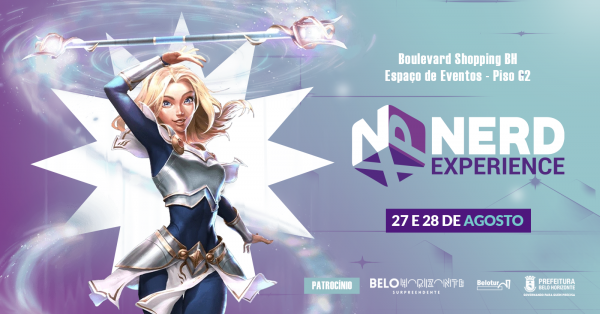 Boulevard Shopping BH
Espaço de Eventos - Piso G2
NERD
EXPERIENCE
27 E 28 DE AGOSTO
PATROCÍNIO
BELO HORIZONTE
SURPREENDENTE
Belotur
PREFEITURA
BELO HORIZONTE